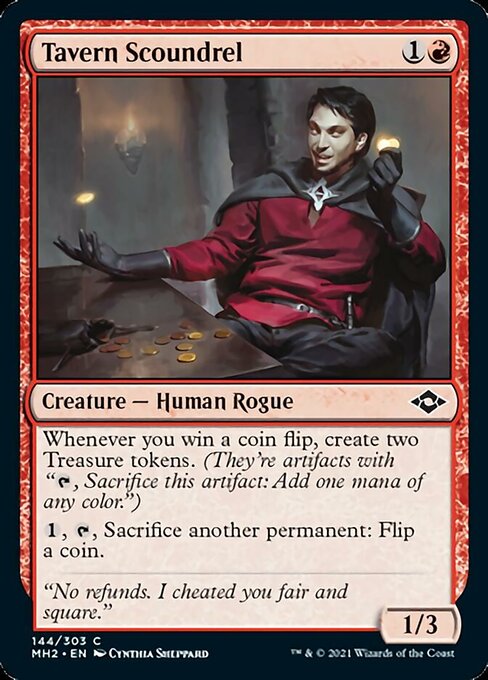 Tavern Scoundrel 1
Creature — Human Rogue
Whenever you win a coin flip, create two
Treasure tokens. (They're artifacts with
", Sacrifice this artifact: Add one mana of
any color.")
1, , Sacrifice another permanent: Flip
a coin.
"No refunds. I cheated you fair and
square."
1/3
144/303 C
MH2 • EN Cynthia Sheppard
™ & © 2021 Wizards of the Coast